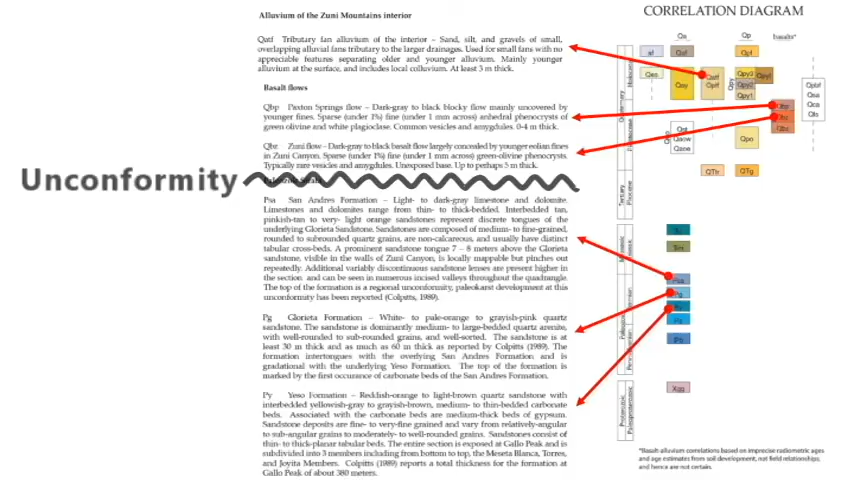 Alluvium of the Zuni Mountains interior
Qatf Tributary fan alluvium of the interior – Sand, silt, and gravels of small,
overlapping alluvial fans tributary to the larger drainages. Used for small fans with no
appreciable features separating older and younger alluvium. Mainly younger
alluvium at the surface, and includes local colluvium. At least 3 m thick.
Basalt flows
Qbp Paxton Springs flow – Dark-gray to black blocky flow mainly uncovered by
younger fines. Sparse (under 1%) fine (under 1 mm across) anhedral phenocrysts of
green olivine and white plagioclase. Common vesicles and amygdules. 0-4 m thick.
Qbz Zuni flow – Dark-gray to black basalt flow largely concealed by younger eolian fines
in Zuni Canyon. Sparse (under 1%) fine (under 1 mm across) green-olivine phenocrysts.
Typically rare vesicles and amygdules. Unexposed base. Up to perhaps 5 m thick.
Unconformity
Psa San Andres Formation – Light- to dark-gray limestone and dolomite.
Limestones and dolomites range from thin- to thick-bedded. Interbedded tan,
pinkish-tan to very- light orange sandstones represent discrete tongues of the
underlying Glorieta Sandstone. Sandstones are composed of medium- to fine-grained,
rounded to subrounded quartz grains, are non-calcareous, and usually have distinct
tabular cross-beds. A prominent sandstone tongue 7 – 8 meters above the Glorieta
sandstone, visible in the walls of Zuni Canyon, is locally mappable but pinches out
repeatedly. Additional variably discontinuous sandstone lenses are present higher in
the section and can be seen in numerous incised valleys throughout the quadrangle.
The top of the formation is a regional unconformity, paleokarst development at this
unconformity has been reported (Colpitts, 1989).
Pg Glorieta Formation – White- to pale-orange to grayish-pink quartz
sandstone. The sandstone is dominantly medium- to large-bedded quartz arenite,
with well-rounded to sub-rounded grains, and well-sorted. The sandstone is at
least 30 m thick and as much as 60 m thick as reported by Colpitts (1989). The
formation intertongues with the overlying San Andres Formation and is
gradational with the underlying Yeso Formation. The top of the formation is
marked by the first occurance of carbonate beds of the San Andres Formation.
Py Yeso Formation – Reddish-orange to light-brown quartz sandstone with
interbedded yellowish-gray to grayish-brown, medium- to thin-bedded carbonate
beds. Associated with the carbonate beds are medium-thick beds of gypsum.
Sandstone deposits are fine- to very-fine grained and vary from relatively-angular
to sub-angular grains to moderately- to well-rounded grains. Sandstones consist of
thin- to thick-planar tabular beds. The entire section is exposed at Gallo Peak and is
subdivided into 3 members including from bottom to top, the Meseta Blanca, Torres,
and Joyita Members. Colpitts (1989) reports a total thickness for the formation at
Gallo Peak of about 380 meters.
CORRELATION DIAGRAM
Qa Qp basalts*
af Qaf Qpf
Qes Qay Qatf Qpy3
Qpy2
Qpy1
Qpbf
Qsa
Qca
Qls
Qpo
QTb QTg
Quaternary
Tertiary
Pliocene
Xgg
Proterozoic
Paleoproterozoic
*Basalt alluvium correlations based on imprecise radiometric ages
and age estimates from soil development, not field relationships,
and hence are not certain.